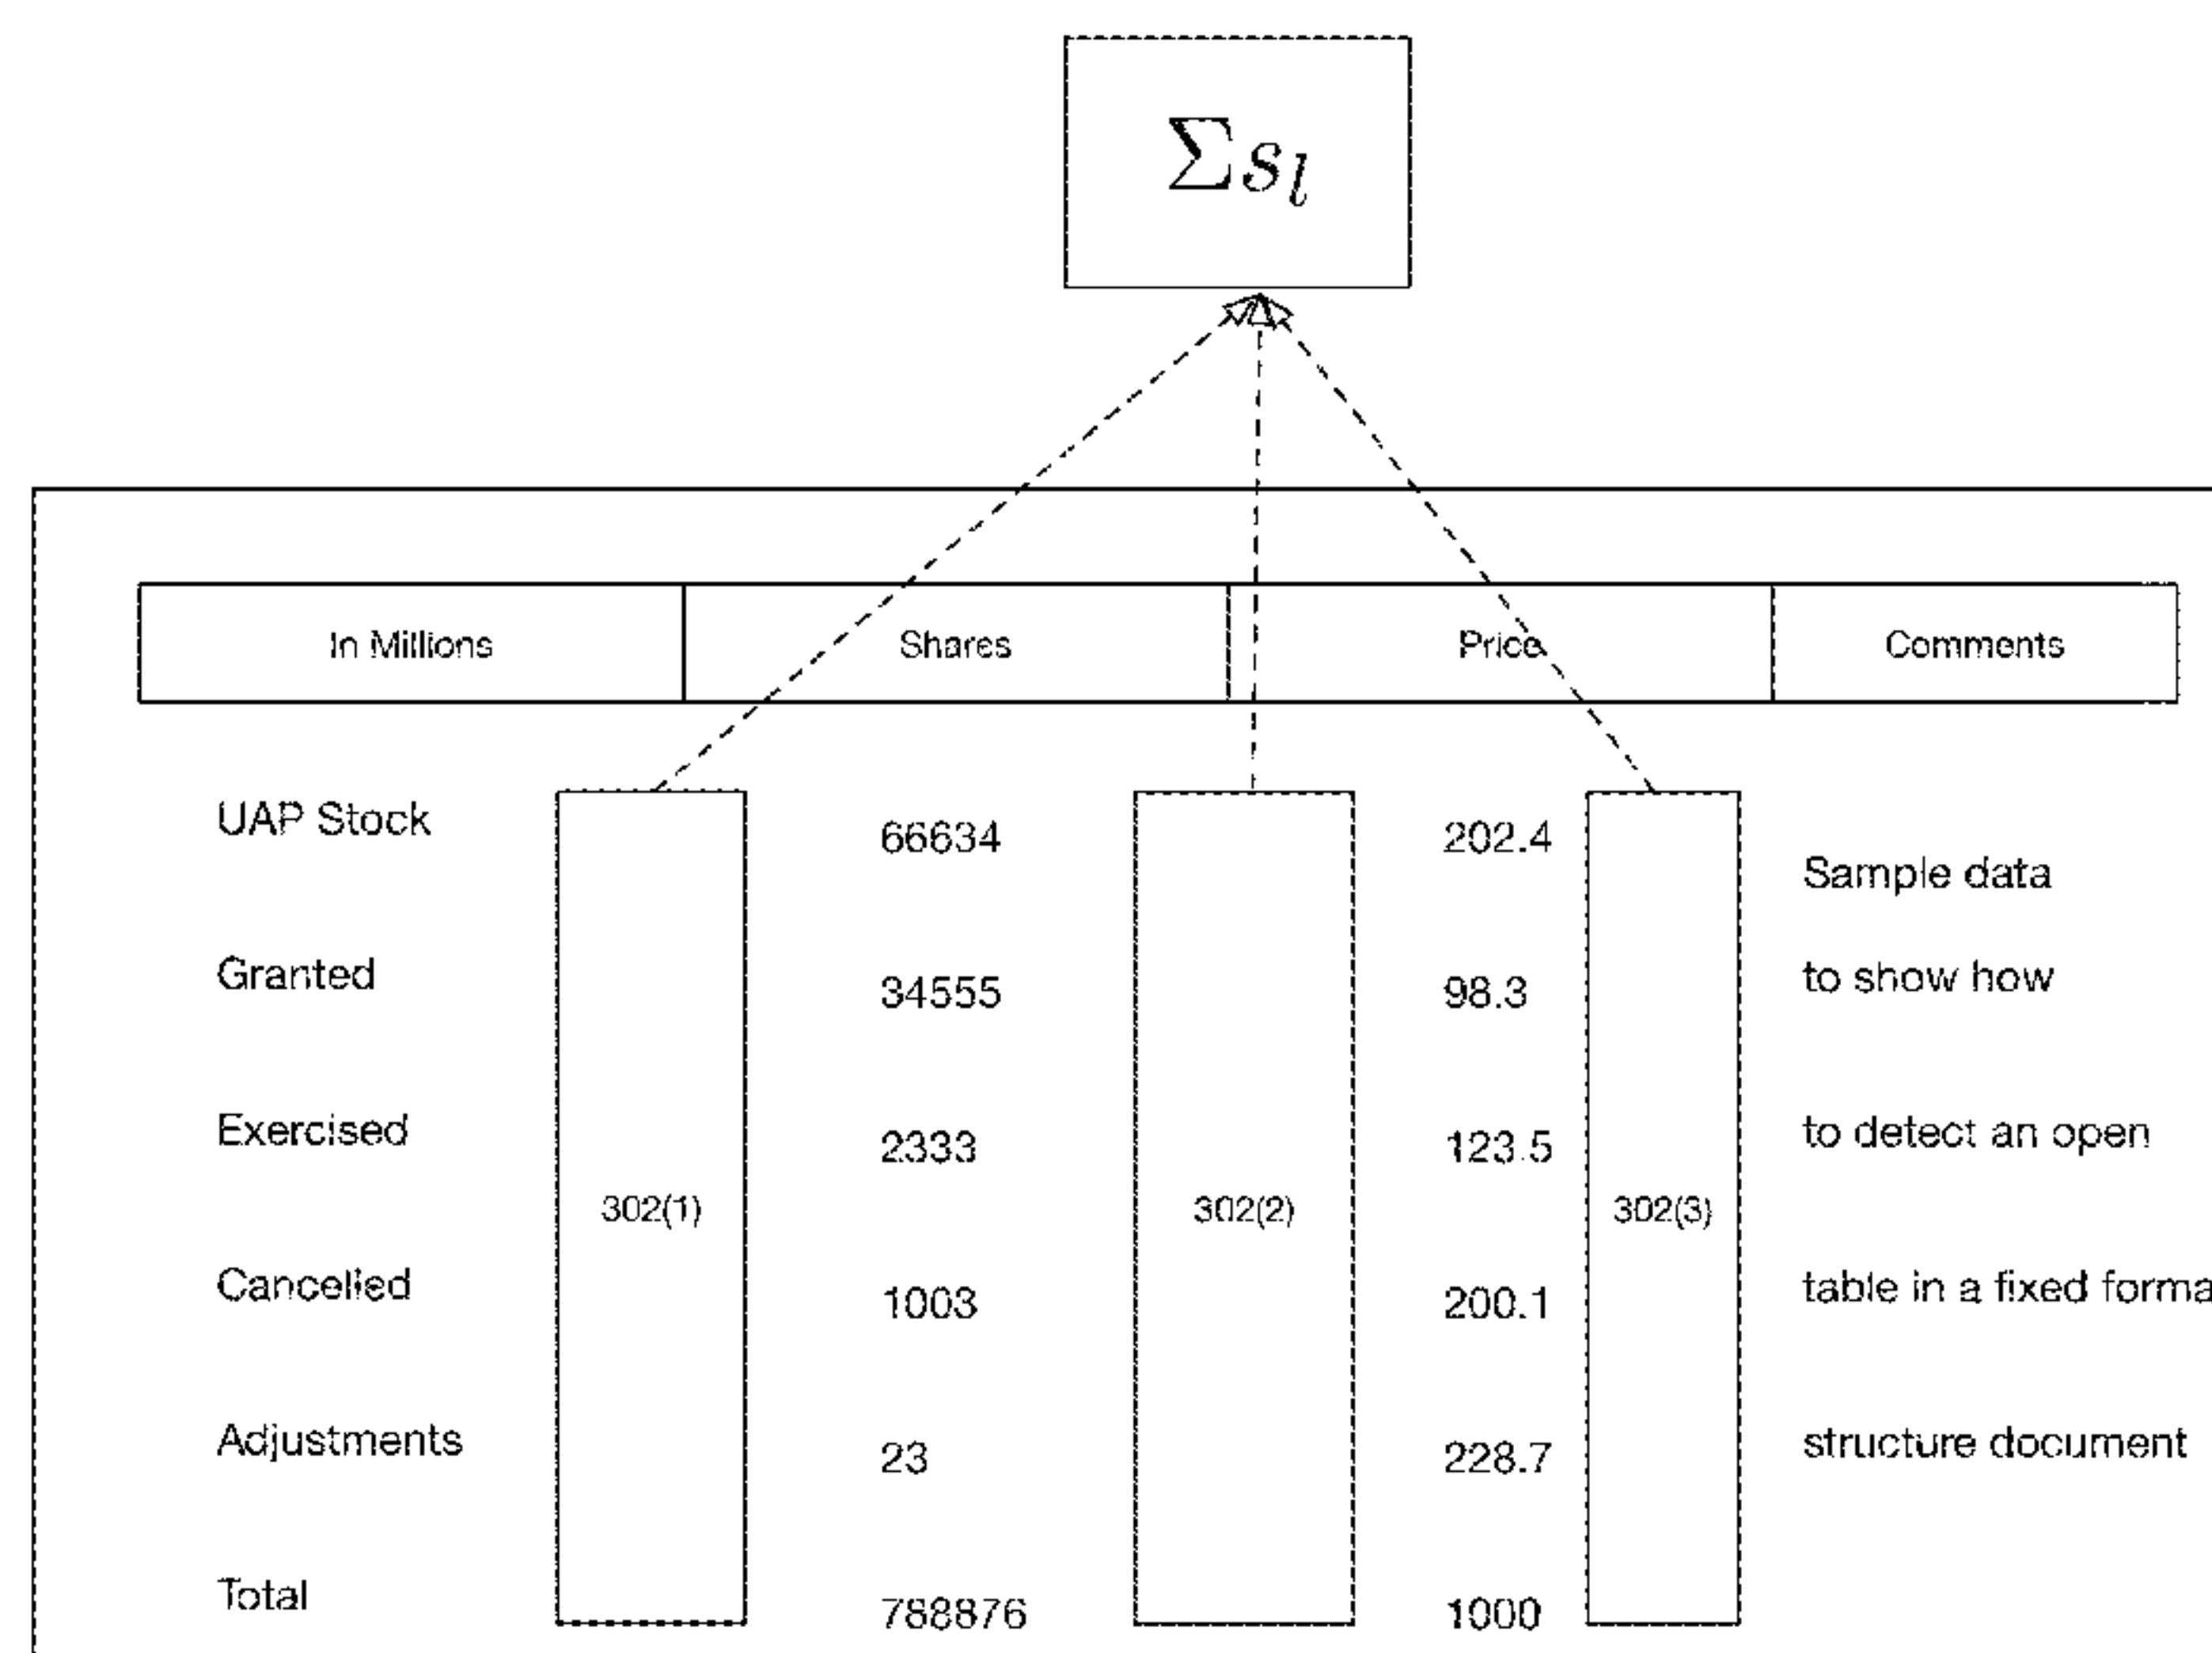 Σs_l
In Millions Shares Price Comments
UAP Stock 66634 202.4 Sample data
Granted 34555 98.3 to show how
Exercised 2333 123.5 to detect an open
302(1) 302(2) 302(3)
Cancelled 1003 200.1 table in a fixed forma
Adjustments 23 228.7 structure document
Total 788876 1000